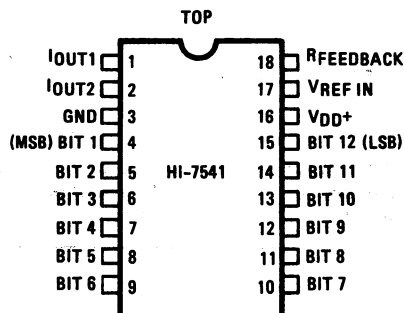 TOP
IOUT1 1 18 RFEEDBACK
IOUT2 2 17 VREF IN
GND 3 16 VDD+
(MSB) BIT 1 4 15 BIT 12 (LSB)
BIT 2 5 HI-7541 14 BIT 11
BIT 3 6 13 BIT 10
BIT 4 7 12 BIT 9
BIT 5 8 11 BIT 8
BIT 6 9 10 BIT 7